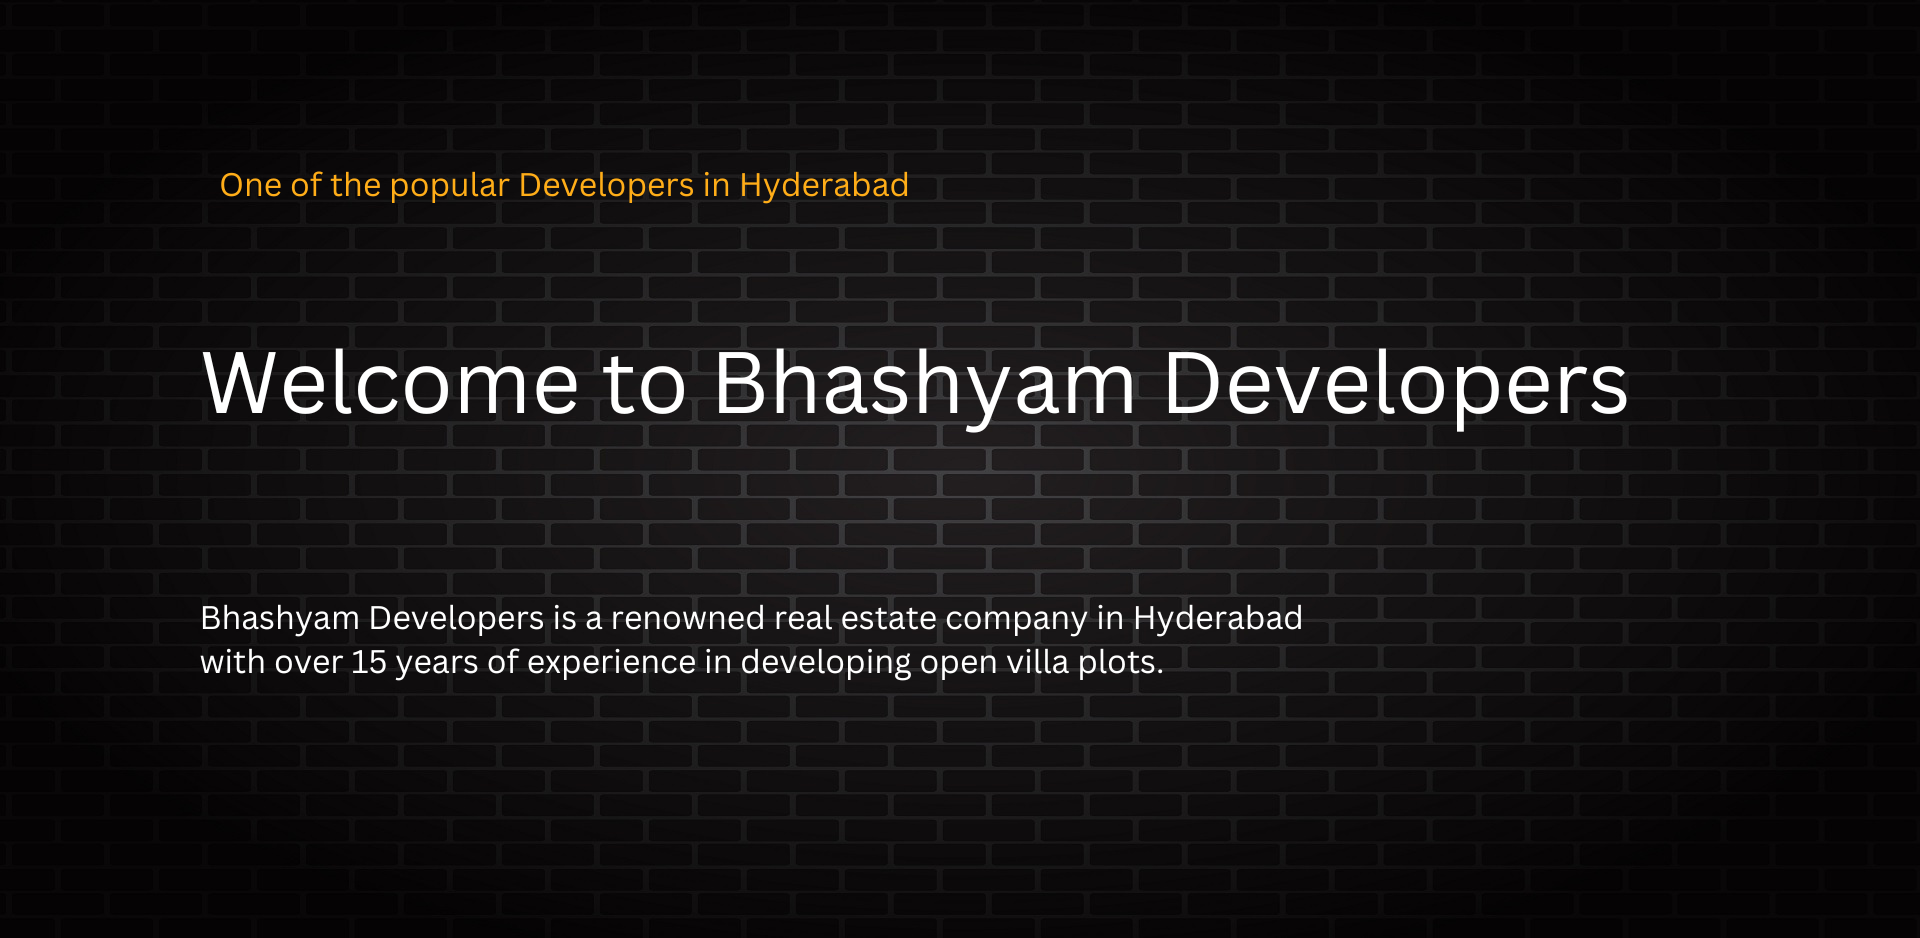 One of the popular Developers in Hyderabad
Welcome to Bhashyam Developers
Bhashyam Developers is a renowned real estate company in Hyderabad
with over 15 years of experience in developing open villa plots.